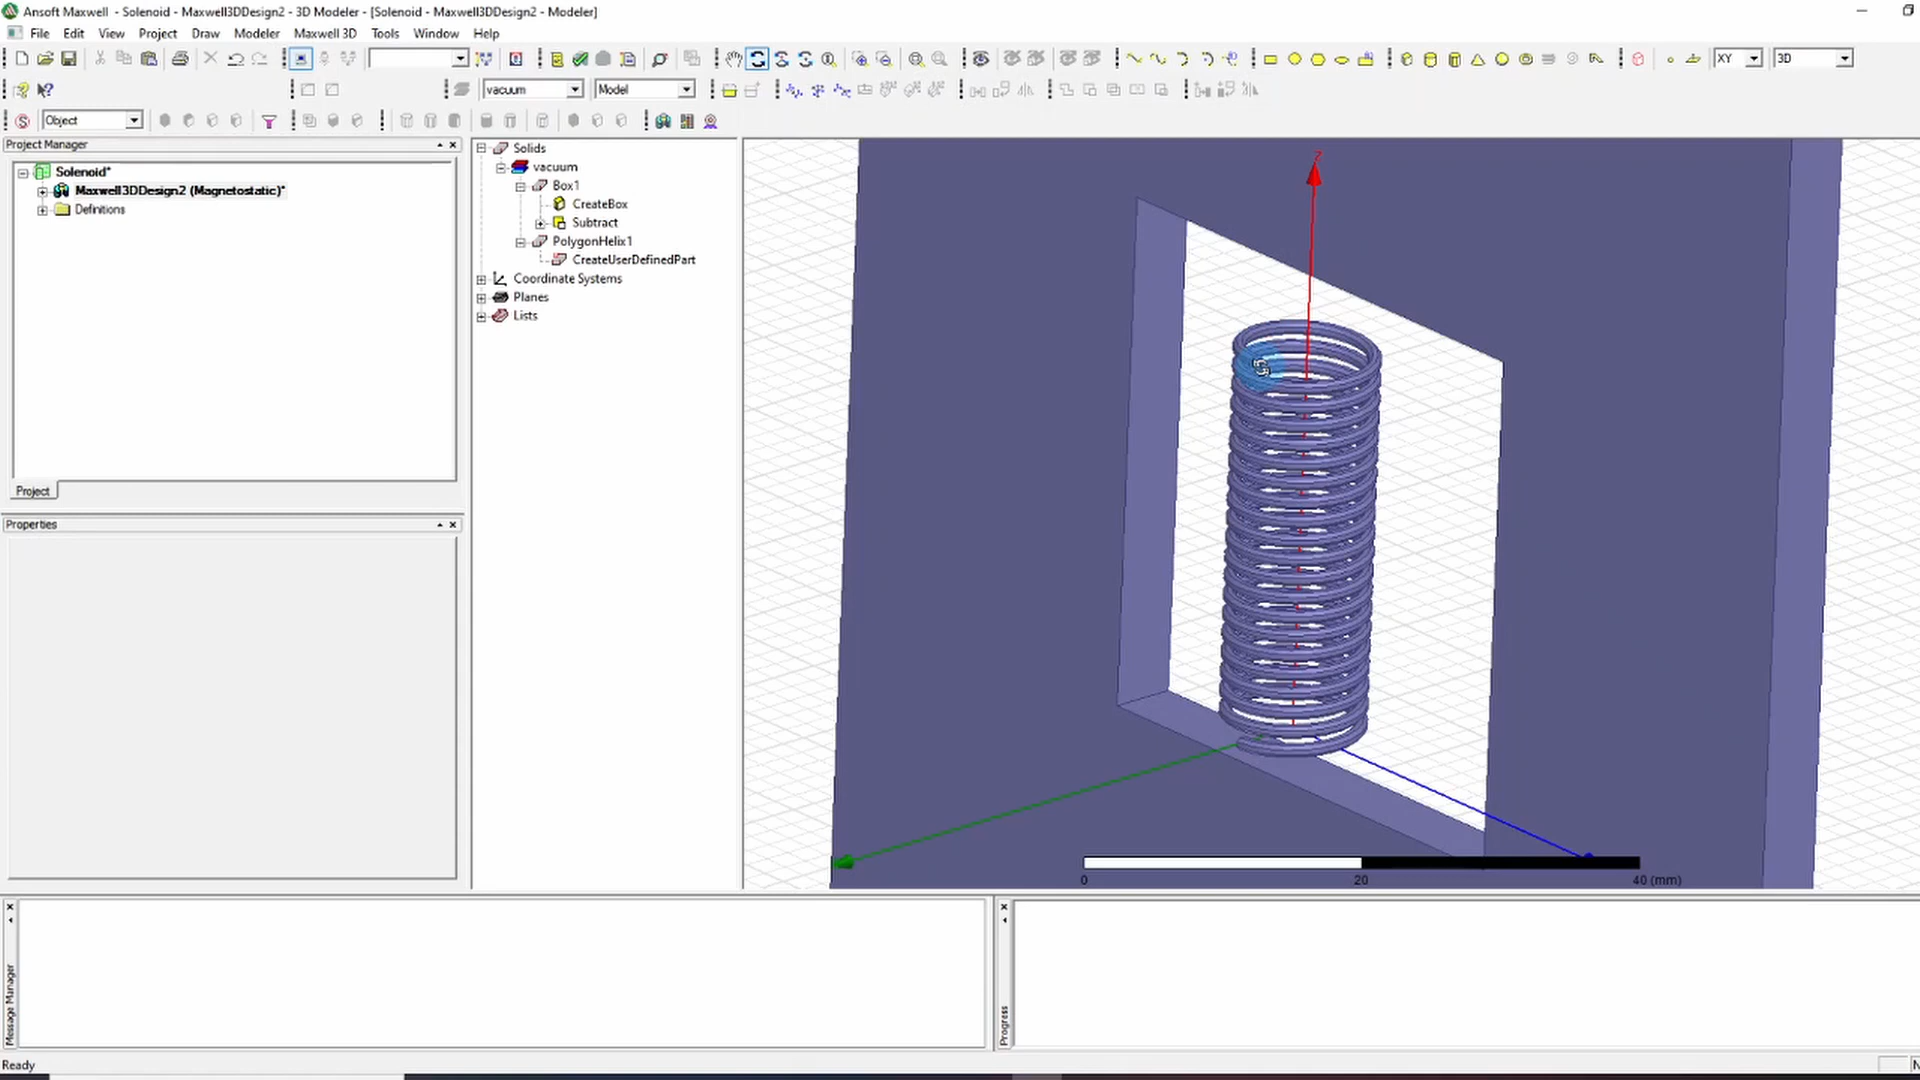 Ansoft Maxwell - Solenoid - Maxwell3DDesign2 - 3D Modeler - [Solenoid - Maxwell3DDesign2 - Modeler]
File Edit View Project Draw Modeler Maxwell 3D Tools Window Help
XY 3D
vacuum Model
Object
Project Manager
Solenoid*
Maxwell3DDesign2 (Magnetostatic)*
Definitions
Project
Properties
Solids
vacuum
Box1
CreateBox
Subtract
PolygonHelix1
CreateUserDefinedPart
Coordinate Systems
Planes
Lists
Z
0 20 40 (mm)
Message Manager
Progress
Ready
N